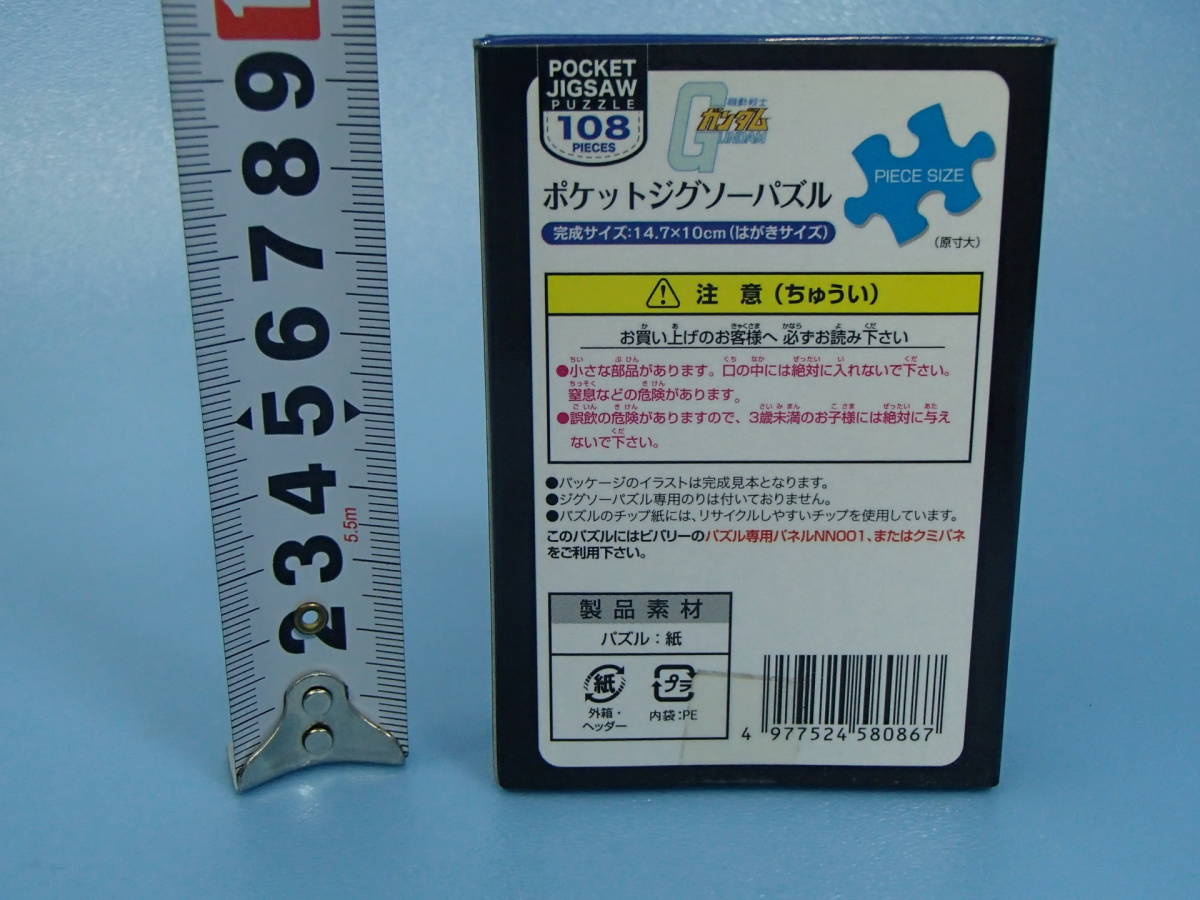 1
9
8
7
6
5
4
3
2
5.5m
POCKET
JIGSAW
PUZZLE
108
PIECES
機動戦士
ガンダム
GUNDAM
PIECE SIZE
(原寸大)
ポケットジグソーパズル
完成サイズ:14.7×10cm(はがきサイズ)
注 意(ちゅうい)
お買い上げのお客様へ 必ずお読み下さい
●小さな部品があります。口の中には絶対に入れないで下さい。
窒息などの危険があります。
●誤飲の危険がありますので、3歳未満のお子様には絶対に与え
ないで下さい。
●パッケージのイラストは完成見本となります。
●ジグソーパズル専用のりは付いておりません。
●パズルのチップ紙には、リサイクルしやすいチップを使用しています。
このパズルにはビバリーのパズル専用パネルNN001、またはクミパネ
をご利用下さい。
製品素材
パズル:紙
紙
外箱・
ヘッダー
プラ
内袋:PE
4 977524 580867